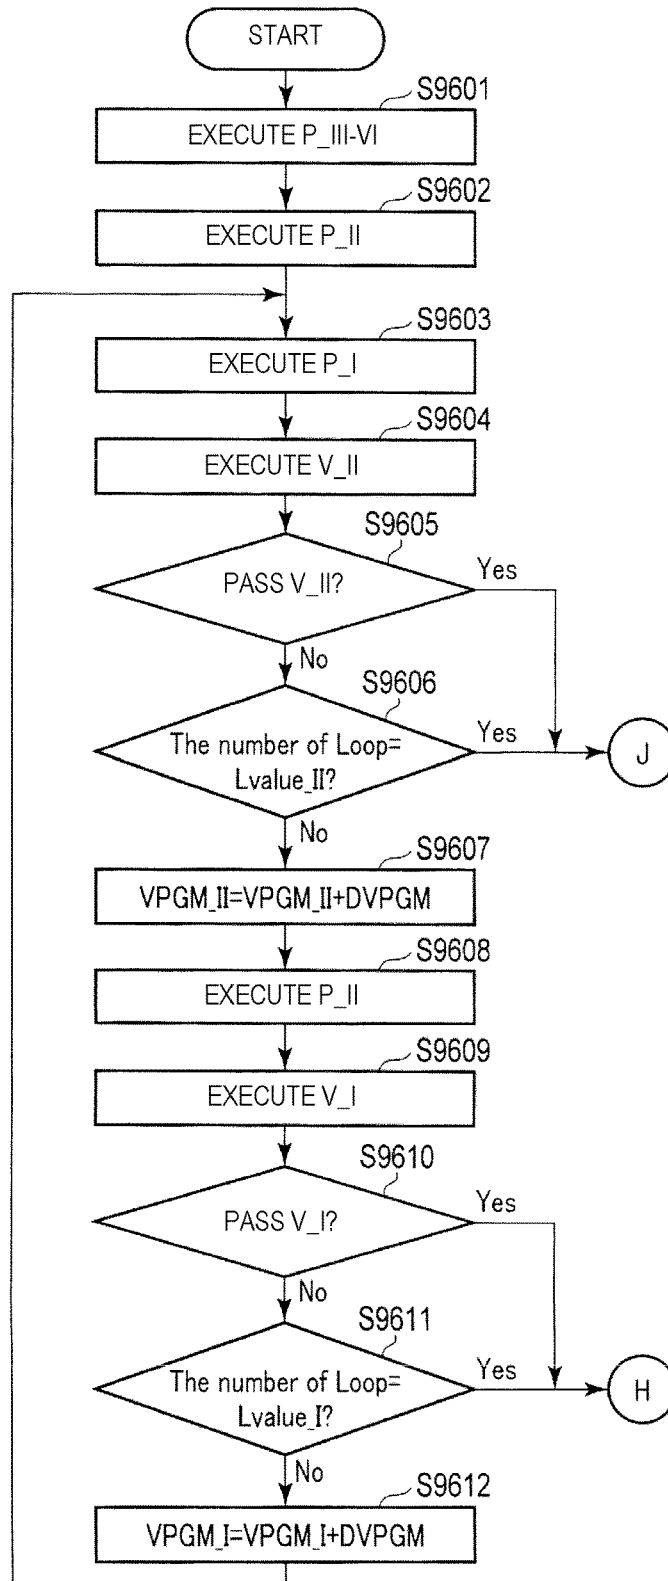 START
S9601
EXECUTE P_III-VI
S9602
EXECUTE P_II
S9603
EXECUTE P_I
S9604
EXECUTE V_II
S9605
PASS V_II?
Yes
No
S9606
The number of Loop=
Lvalue_II?
Yes
J
No
S9607
VPGM_II=VPGM_II+DVPGM
S9608
EXECUTE P_II
S9609
EXECUTE V_I
S9610
PASS V_I?
Yes
No
S9611
The number of Loop=
Lvalue_I?
Yes
H
No
S9612
VPGM_I=VPGM_I+DVPGM